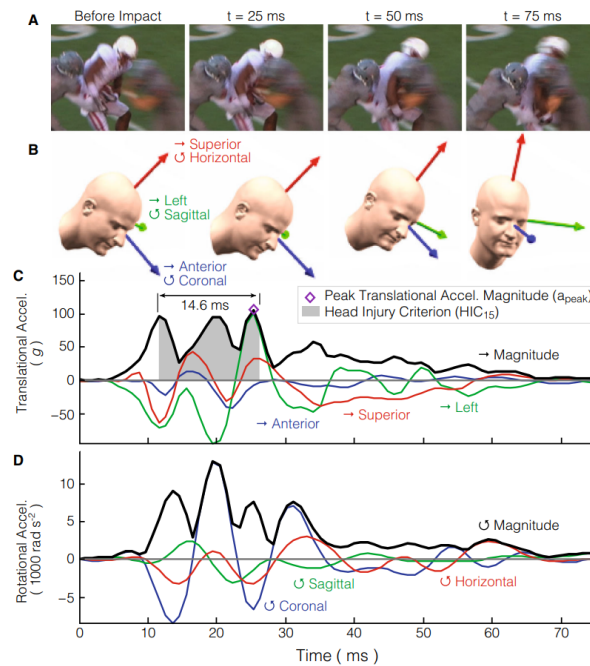 A
Before Impact
t = 25 ms
t = 50 ms
t = 75 ms
B
→ Superior
↺ Horizontal
→ Left
↺ Sagittal
→ Anterior
↺ Coronal
C
14.6 ms
Peak Translational Accel. Magnitude (apeak)
Head Injury Criterion (HIC15)
Translational Accel.
( g )
150
100
50
0
−50
→ Magnitude
→ Anterior
→ Superior
→ Left
D
Rotational Accel.
( 1000 rad s-2 )
10
5
0
−5
↺ Magnitude
↺ Sagittal
↺ Horizontal
↺ Coronal
0 10 20 30 40 50 60 70
Time ( ms )